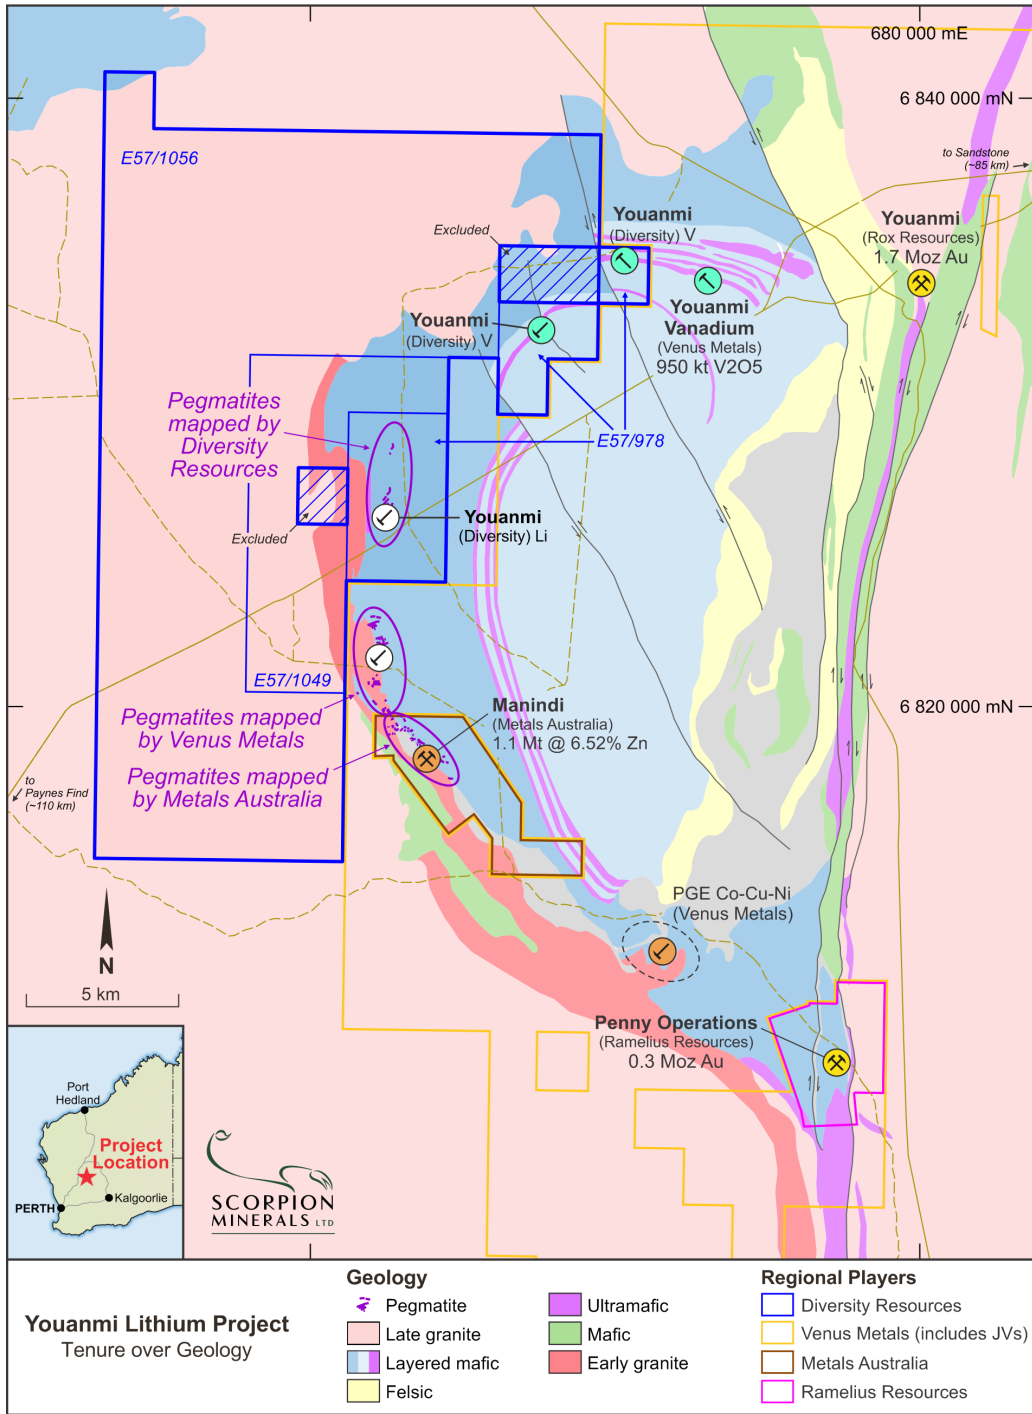 680 000 mE
6 840 000 mN
E57/1056
to Sandstone
(~85 km)
Youanmi
(Diversity) V
Youanmi
(Rox Resources)
1.7 Moz Au
Excluded
Youanmi
(Diversity) V
Youanmi
Vanadium
(Venus Metals)
950 kt V2O5
Pegmatites
mapped by
Diversity
Resources
E57/978
Youanmi
(Diversity) Li
Excluded
E57/1049
Manindi
(Metals Australia)
1.1 Mt @ 6.52% Zn
6 820 000 mN
Pegmatites mapped
by Venus Metals
Pegmatites mapped
by Metals Australia
to
Paynes Find
(~110 km)
PGE Co-Cu-Ni
(Venus Metals)
N
5 km
Penny Operations
(Ramelius Resources)
0.3 Moz Au
Port
Hedland
Project
Location
Kalgoorlie
PERTH
SCORPION
MINERALS LTD
Youanmi Lithium Project
Tenure over Geology
Geology
Pegmatite
Late granite
Layered mafic
Felsic
Ultramafic
Mafic
Early granite
Regional Players
Diversity Resources
Venus Metals (includes JVs)
Metals Australia
Ramelius Resources